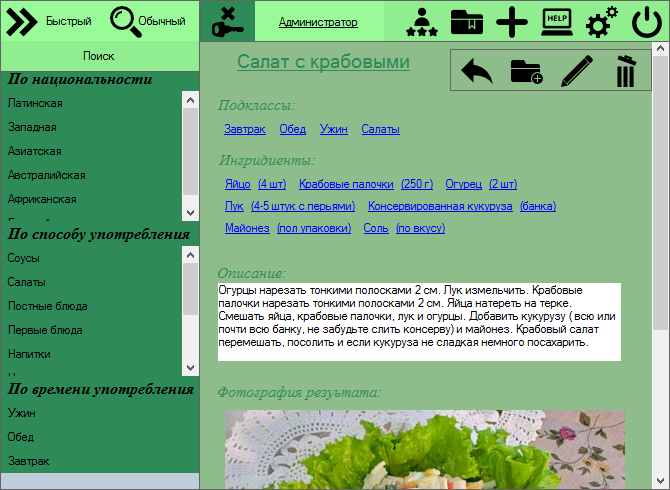 Быстрый
Обычный
Администратор
HELP
Поиск
По национальности
Патинская
Западная
Азиатская
Австралийская
Африканская
По способу употребления
Соусы
Салаты
Постные блюда
Первые блюда
Напитки
По времени употребления
Ужин
Обед
Завтрак
Салат с крабовыми
Подклассы:
Завтрак Обед Ужин Салаты
Ингридиенты:
Яйцо (4 шт) Крабовые палочки (250 г) Огурец (2 шт)
Лук (4-5 штук с перьями) Консервированная кукуруза (банка)
Майонез (пол упаковки) Соль (по вкусу)
Описание:
Огурцы нарезать тонкими полосками 2 см. Лук измельчить. Крабовые
палочки нарезать тонкими полосками 2 см. Яйца натереть на терке.
Смешать яйца, крабовые палочки, лук и огурцы. Добавить кукурузу ( всю или
почти всю банку, не забудьте слить консерву) и майонез. Крабовый салат
перемешать, посолить и если кукуруза не сладкая немного посахарить.
Фотография резуьтата: